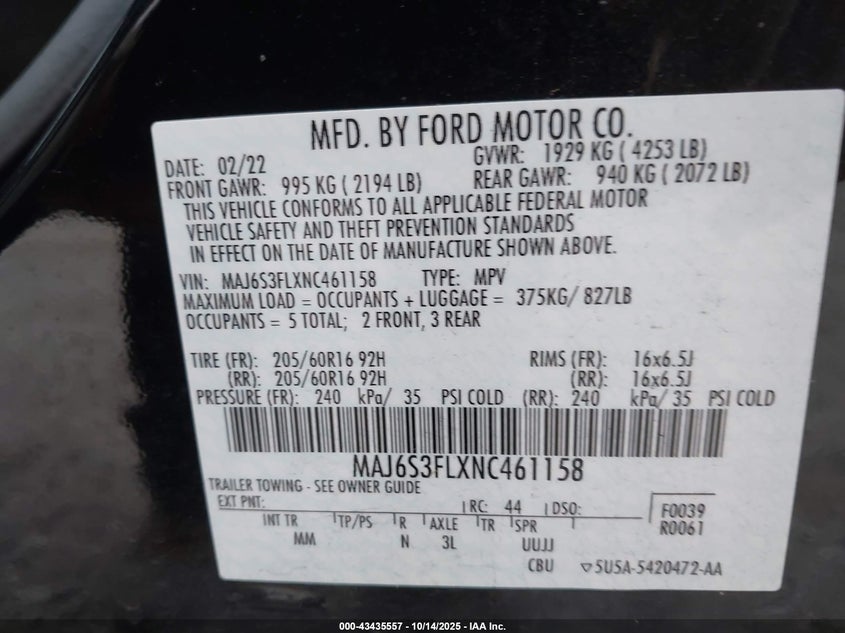 MFD. BY FORD MOTOR CO.
DATE: 02/22 GVWR: 1929 KG ( 4253 LB)
FRONT GAWR: 995 KG ( 2194 LB) REAR GAWR: 940 KG ( 2072 LB)
THIS VEHICLE CONFORMS TO ALL APPLICABLE FEDERAL MOTOR
VEHICLE SAFETY AND THEFT PREVENTION STANDARDS
IN EFFECT ON THE DATE OF MANUFACTURE SHOWN ABOVE.
VIN: MAJ6S3FLXNC461158 TYPE: MPV
MAXIMUM LOAD = OCCUPANTS + LUGGAGE = 375KG/ 827LB
OCCUPANTS = 5 TOTAL; 2 FRONT, 3 REAR
TIRE (FR): 205/60R16 92H RIMS (FR): 16x6.5J
(RR): 205/60R16 92H (RR): 16x6.5J
PRESSURE (FR): 240 kPa/ 35 PSI COLD (RR): 240 kPa/ 35 PSI COLD
MAJ6S3FLXNC461158
TRAILER TOWING - SEE OWNER GUIDE
EXT PNT: RC: 44 DSO: F0039
INT TR TP/PS R AXLE TR SPR R0061
MM N 3L UUJJ
CBU ▽5U5A-5420472-AA
000-43435557 - 10/14/2025 - IAA Inc.